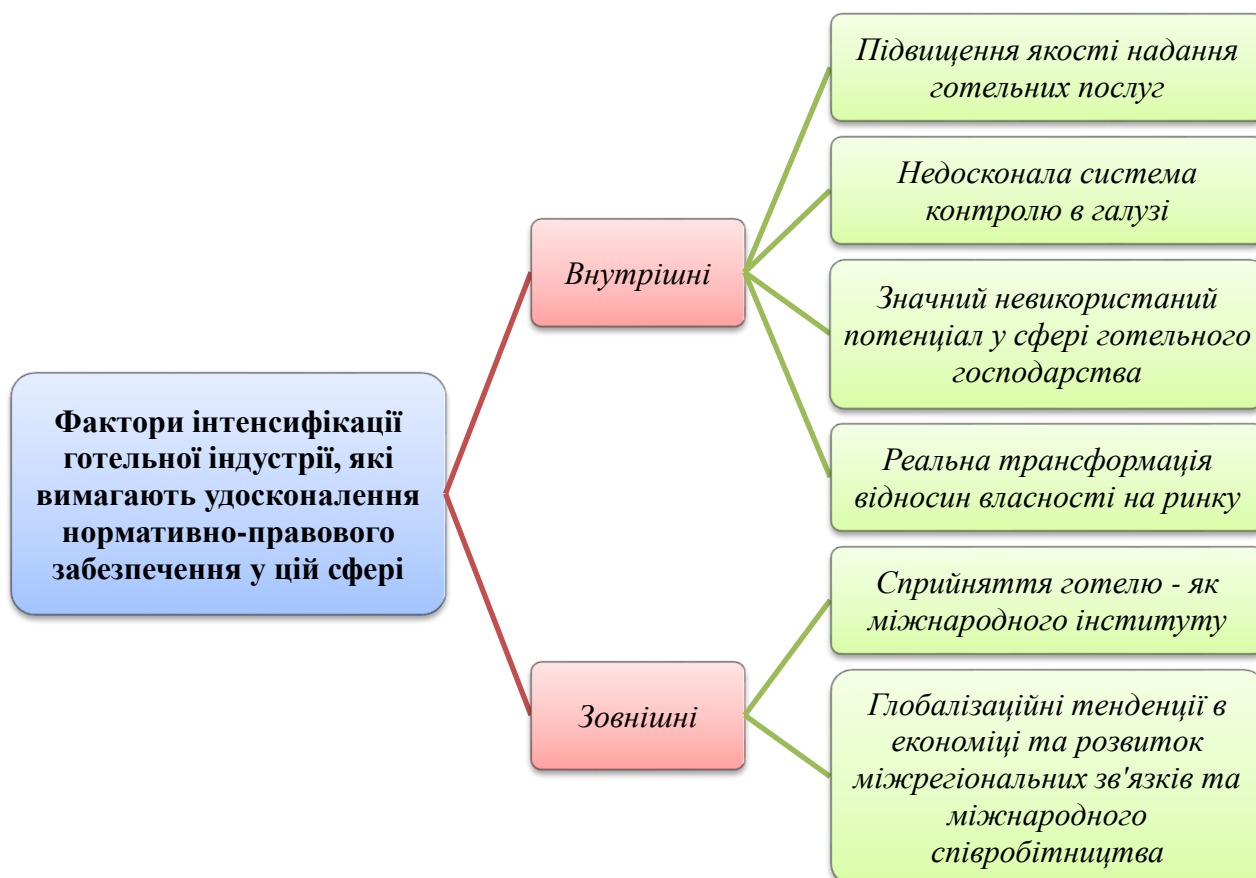 Фактори інтенсифікації
готельної індустрії, які
вимагають удосконалення
нормативно-правового
забезпечення у цій сфері
Внутрішні
Підвищення якості надання
готельних послуг
Недосконала система
контролю в галузі
Значний невикористаний
потенціал у сфері готельного
господарства
Реальна трансформація
відносин власності на ринку
Зовнішні
Сприйняття готелю - як
міжнародного інституту
Глобалізаційні тенденції в
економіці та розвиток
міжрегіональних зв'язків та
міжнародного
співробітництва